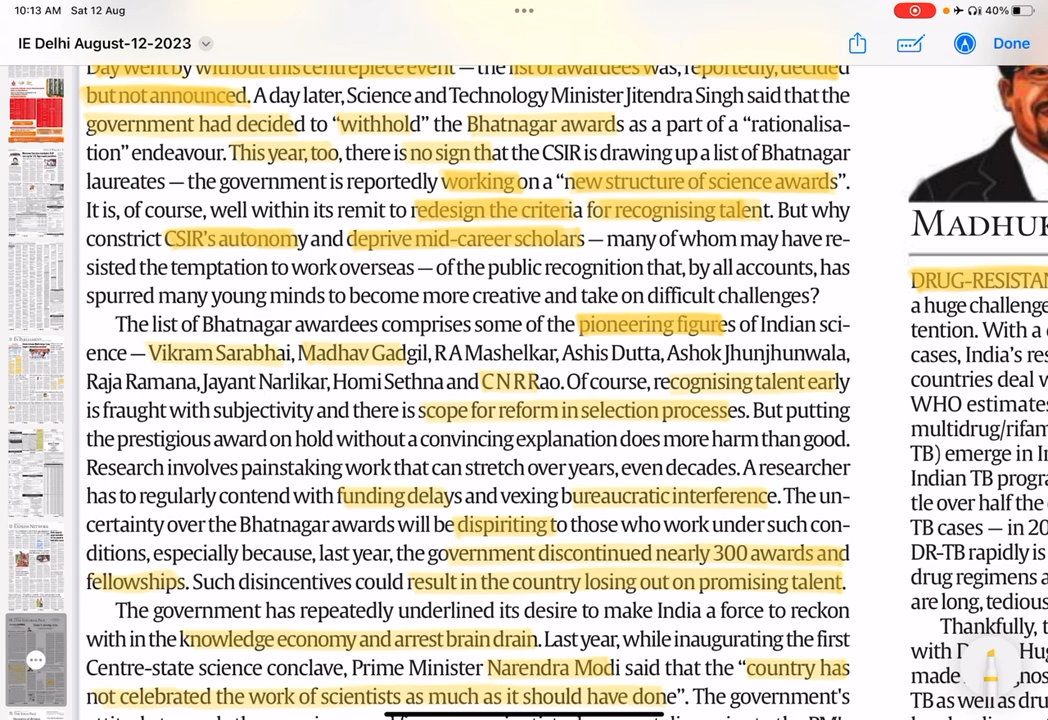 10:13 AM Sat 12 Aug
40%
IE Delhi August-12-2023
Done
Day went by without this centrepiece event — the list of awardees was, reportedly, decided
but not announced. A day later, Science and Technology Minister Jitendra Singh said that the
government had decided to “withhold” the Bhatnagar awards as a part of a “rationalisa-
tion” endeavour. This year, too, there is no sign that the CSIR is drawing up a list of Bhatnagar
laureates — the government is reportedly working on a “new structure of science awards”.
It is, of course, well within its remit to redesign the criteria for recognising talent. But why
constrict CSIR’s autonomy and deprive mid-career scholars — many of whom may have re-
sisted the temptation to work overseas — of the public recognition that, by all accounts, has
spurred many young minds to become more creative and take on difficult challenges?
The list of Bhatnagar awardees comprises some of the pioneering figures of Indian sci-
ence — Vikram Sarabhai, Madhav Gadgil, R A Mashelkar, Ashis Dutta, Ashok Jhunjhunwala,
Raja Ramana, Jayant Narlikar, Homi Sethna and C N R Rao. Of course, recognising talent early
is fraught with subjectivity and there is scope for reform in selection processes. But putting
the prestigious award on hold without a convincing explanation does more harm than good.
Research involves painstaking work that can stretch over years, even decades. A researcher
has to regularly contend with funding delays and vexing bureaucratic interference. The un-
certainty over the Bhatnagar awards will be dispiriting to those who work under such con-
ditions, especially because, last year, the government discontinued nearly 300 awards and
fellowships. Such disincentives could result in the country losing out on promising talent.
The government has repeatedly underlined its desire to make India a force to reckon
with in the knowledge economy and arrest brain drain. Last year, while inaugurating the first
Centre-state science conclave, Prime Minister Narendra Modi said that the “country has
not celebrated the work of scientists as much as it should have done”. The government's
MADHUK
DRUG-RESISTAN
a huge challenge
tention. With a
cases, India’s res
countries deal w
WHO estimates
multidrug/rifam
TB) emerge in In
Indian TB progra
tle over half the
TB cases — in 20
DR-TB rapidly is
drug regimens a
are long, tedious
Thankfully, t
with
Hug
made
TB as well as dru